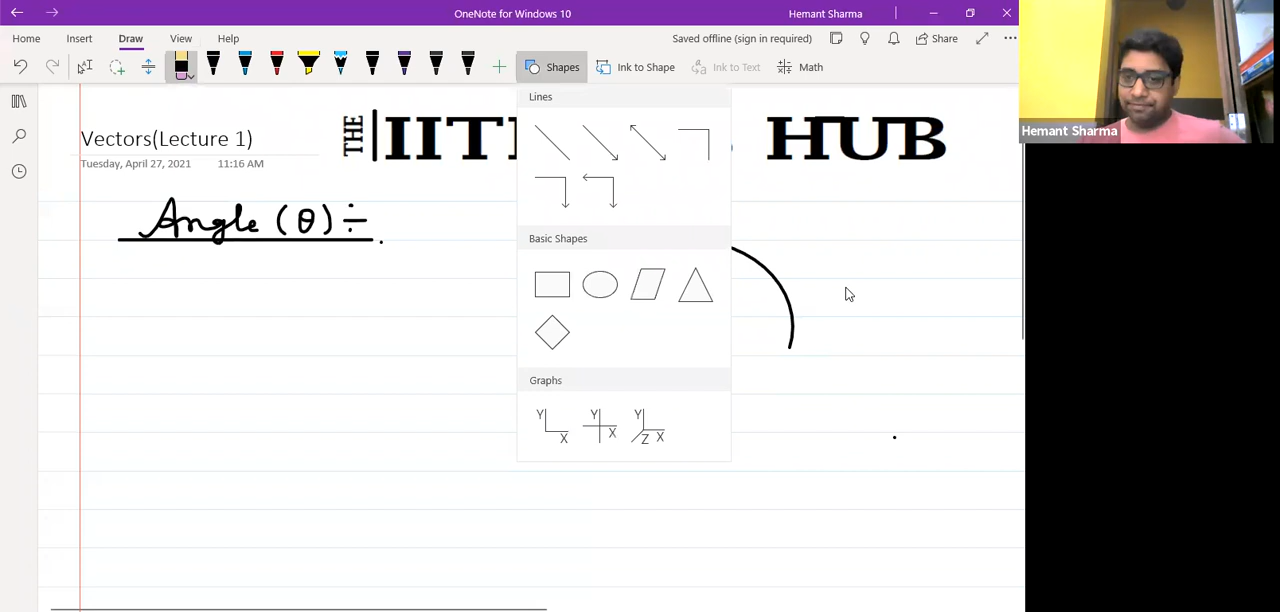 OneNote for Windows 10
Hemant Sharma
Home Insert Draw View Help
Saved offline (sign in required)
Share
Shapes
Ink to Shape
Ink to Text
Math
Lines
Vectors(Lecture 1)
Tuesday, April 27, 2021 11:16 AM
THE IIT HUB
Hemant Sharma
Angle (θ) ÷
Basic Shapes
Graphs
Y X
Y X
Y Z X